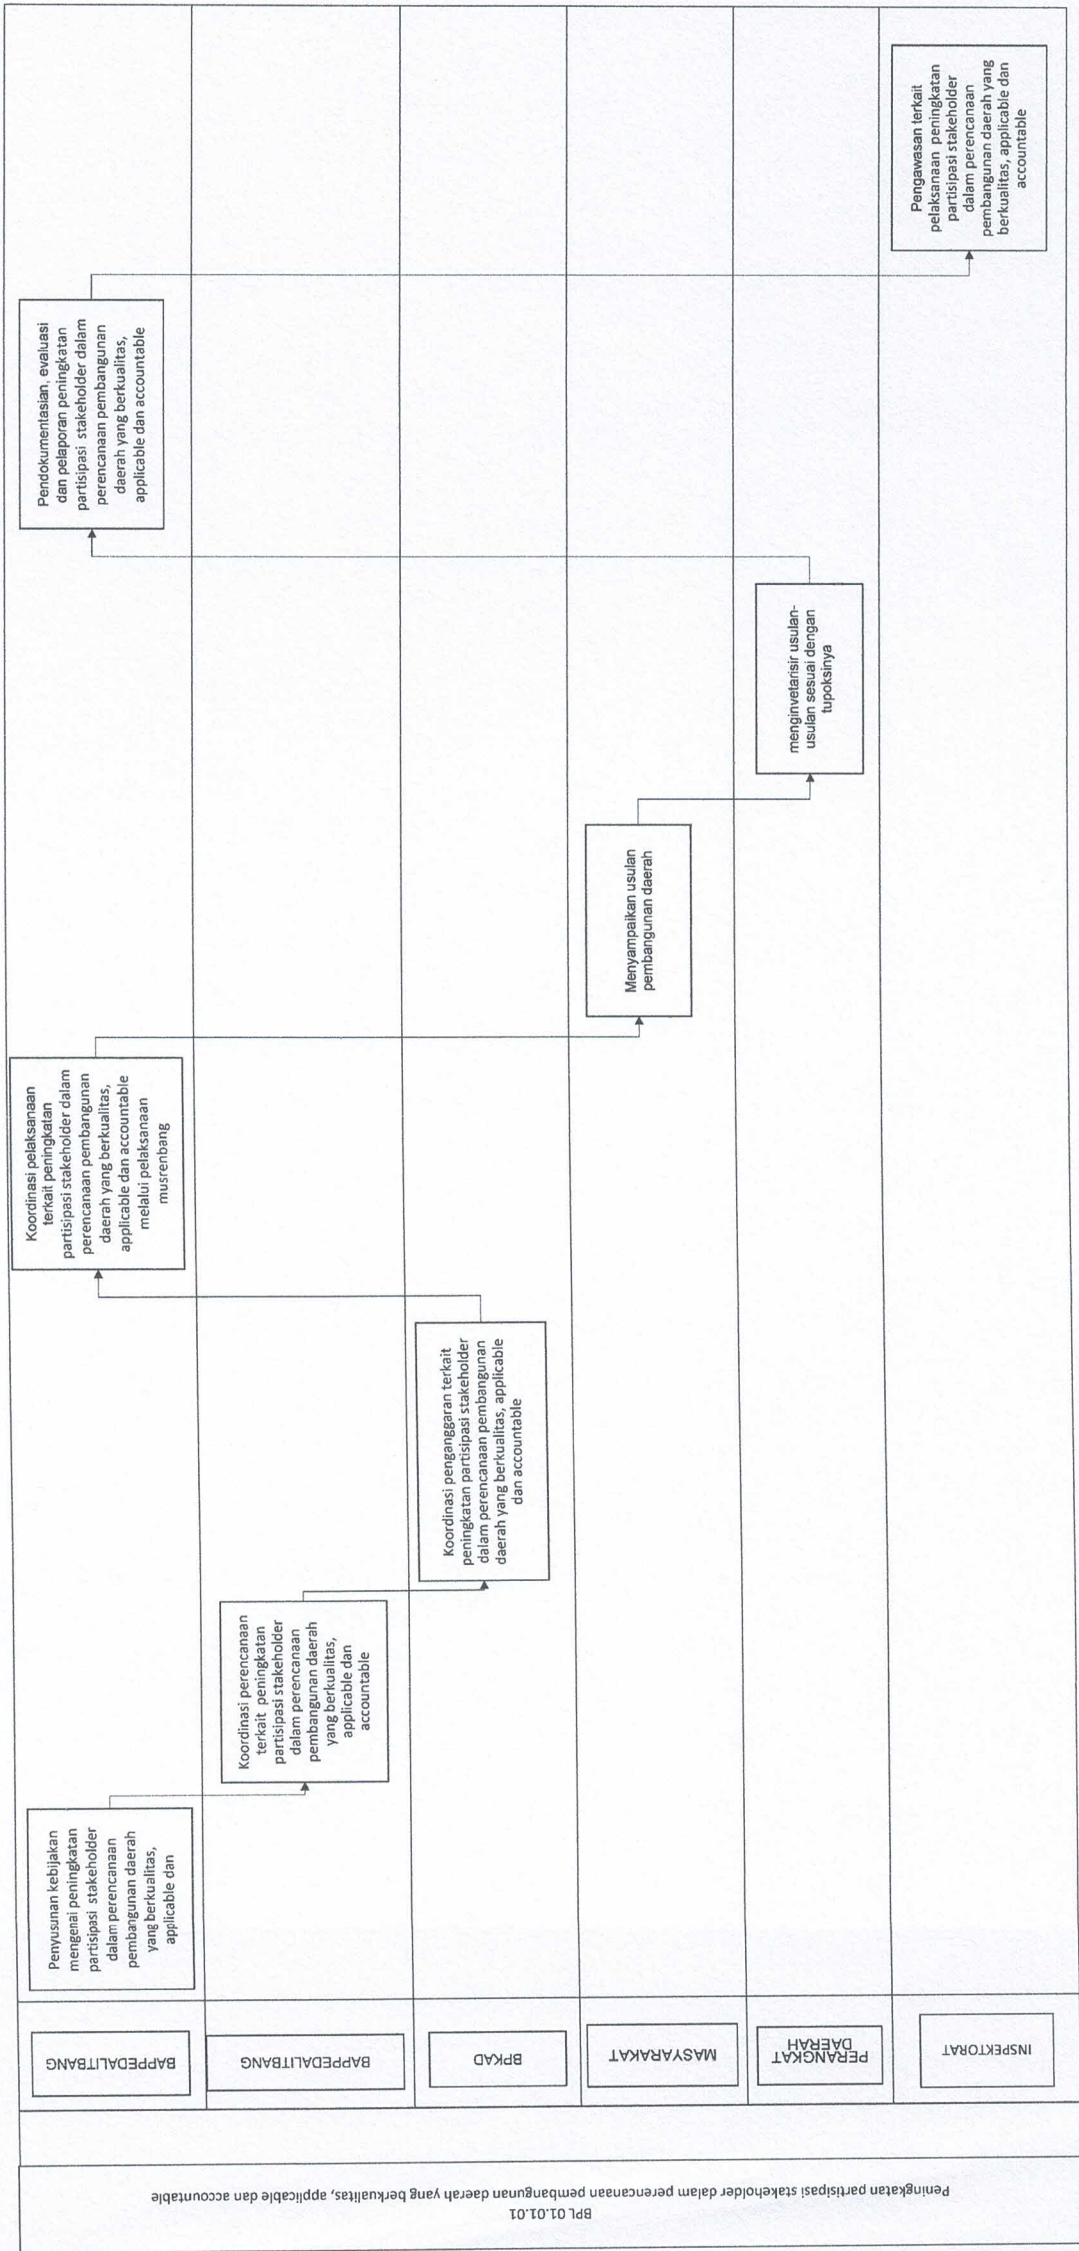 BPL 01.01.01
Peningkatan partisipasi stakeholder dalam perencanaan pembangunan daerah yang berkualitas, applicable dan accountable
BAPPEDALITBANG
Penyusunan kebijakan
mengenai peningkatan
partisipasi stakeholder
dalam perencanaan
pembangunan daerah
yang berkualitas,
applicable dan
Koordinasi pelaksanaan
terkait peningkatan
partisipasi stakeholder dalam
perencanaan pembangunan
daerah yang berkualitas,
applicable dan accountable
melalui pelaksanaan
musrenbang
Pendokumentasian, evaluasi
dan pelaporan peningkatan
partisipasi stakeholder dalam
perencanaan pembangunan
daerah yang berkualitas,
applicable dan accountable
BAPPEDALITBANG
Koordinasi perencanaan
terkait peningkatan
partisipasi stakeholder
dalam perencanaan
pembangunan daerah
yang berkualitas,
applicable dan
accountable
BPKAD
Koordinasi penganggaran terkait
peningkatan partisipasi stakeholder
dalam perencanaan pembangunan
daerah yang berkualitas, applicable
dan accountable
MASYARAKAT
Menyampaikan usulan
pembangunan daerah
PERANGKAT
DAERAH
menginvetarisir usulan-
usulan sesuai dengan
tupoksinya
INSPEKTORAT
Pengawasan terkait
pelaksanaan peningkatan
partisipasi stakeholder
dalam perencanaan
pembangunan daerah yang
berkualitas, applicable dan
accountable